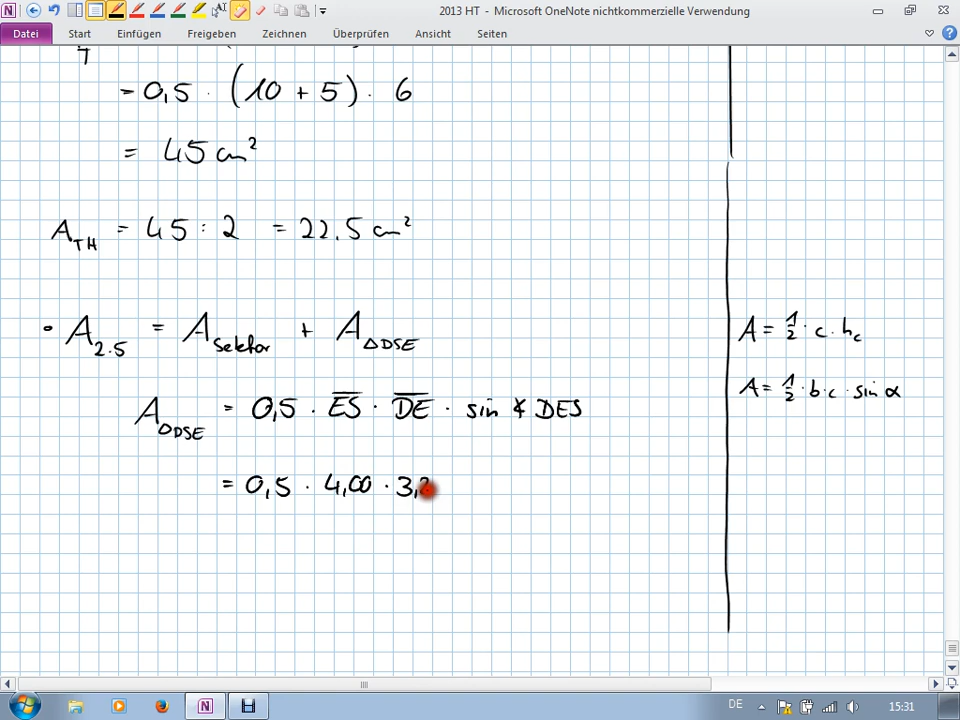 2013 HT - Microsoft OneNote nichtkommerzielle Verwendung
Datei Start Einfügen Freigeben Zeichnen Überprüfen Ansicht Seiten
T
= 0,5 · (10 + 5) · 6
= 45 cm²
A_TH = 45 : 2 = 22,5 cm²
• A_2.5 = A_Sektor + A_ΔDSE
A = 1/2 · c · h_c
A = 1/2 · b · c · sin α
A_ΔDSE = 0,5 · ES · DE · sin ∢ DES
= 0,5 · 4,00 · 3,
DE 15:31